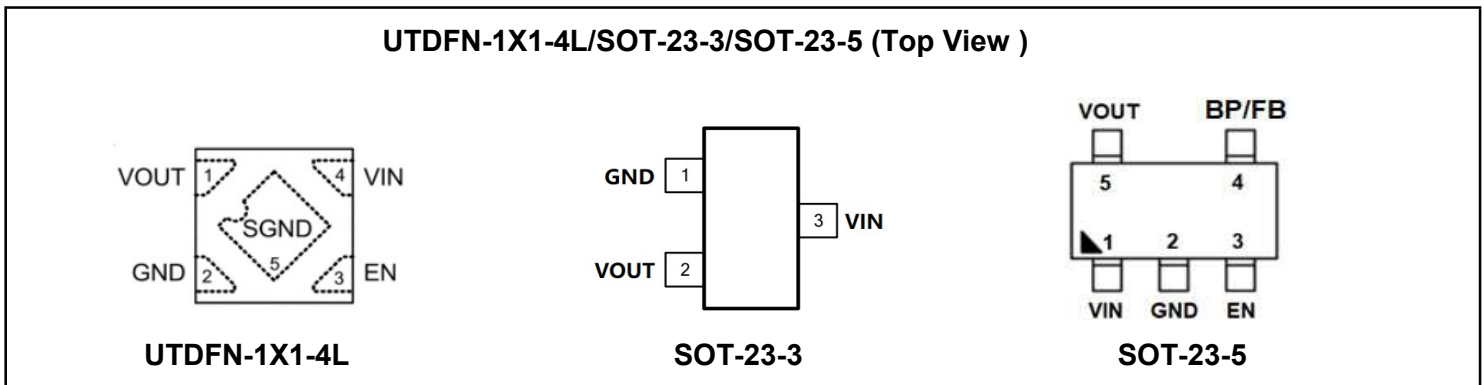 UTDFN-1X1-4L/SOT-23-3/SOT-23-5 (Top View )
VOUT 1 4 VIN
SGND
GND 2 5 3 EN
UTDFN-1X1-4L
GND 1
3 VIN
VOUT 2
SOT-23-3
VOUT BP/FB
5 4
1 2 3
VIN GND EN
SOT-23-5